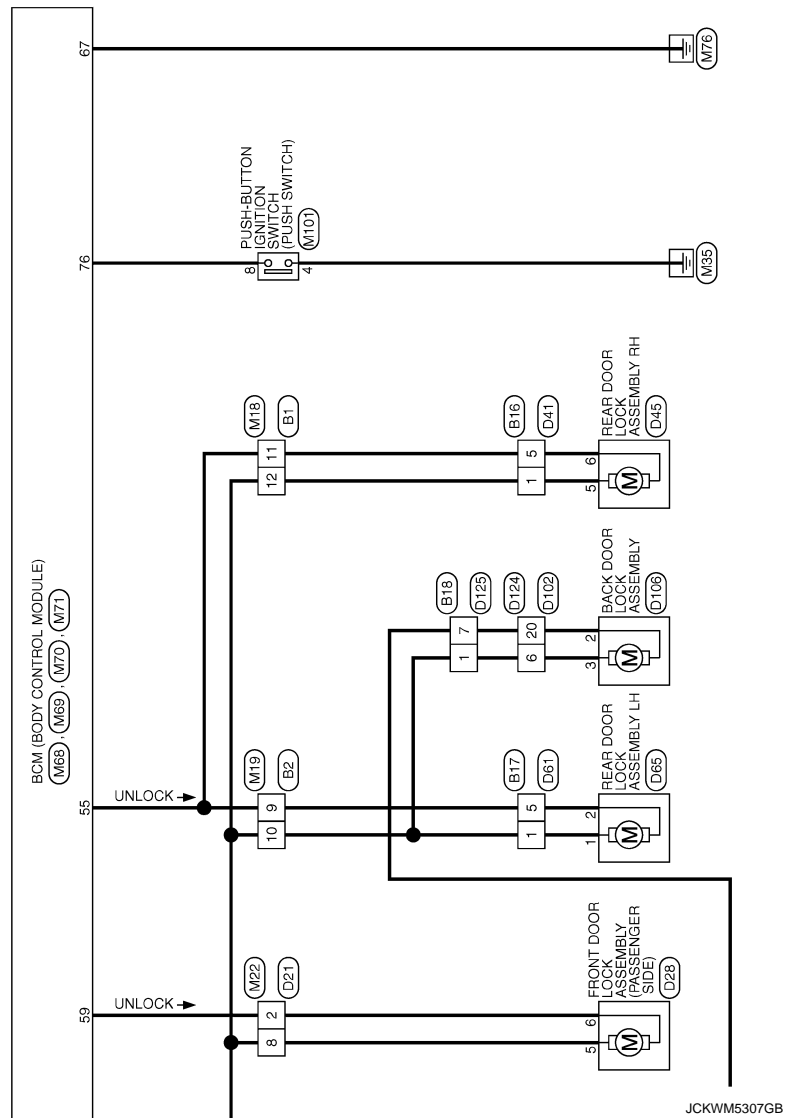 BCM (BODY CONTROL MODULE)
M68 , M69 , M70 , M71
67
M76
76
PUSH-BUTTON
IGNITION
SWITCH
(PUSH SWITCH)
M101
8
4
M35
M18
B1
12 11
B16
D41
1 5
REAR DOOR
LOCK
ASSEMBLY RH
D45
5
6
M
B18
D125
1 7
D124
D102
6 20
BACK DOOR
LOCK
ASSEMBLY
D106
3
2
M
55
UNLOCK
M19
B2
10 9
B17
D61
1 5
REAR DOOR
LOCK
ASSEMBLY LH
D65
1
2
M
59
UNLOCK
M22
D21
8 2
FRONT DOOR
LOCK
ASSEMBLY
(PASSENGER
SIDE)
D28
5
6
M
JCKWM5307GB